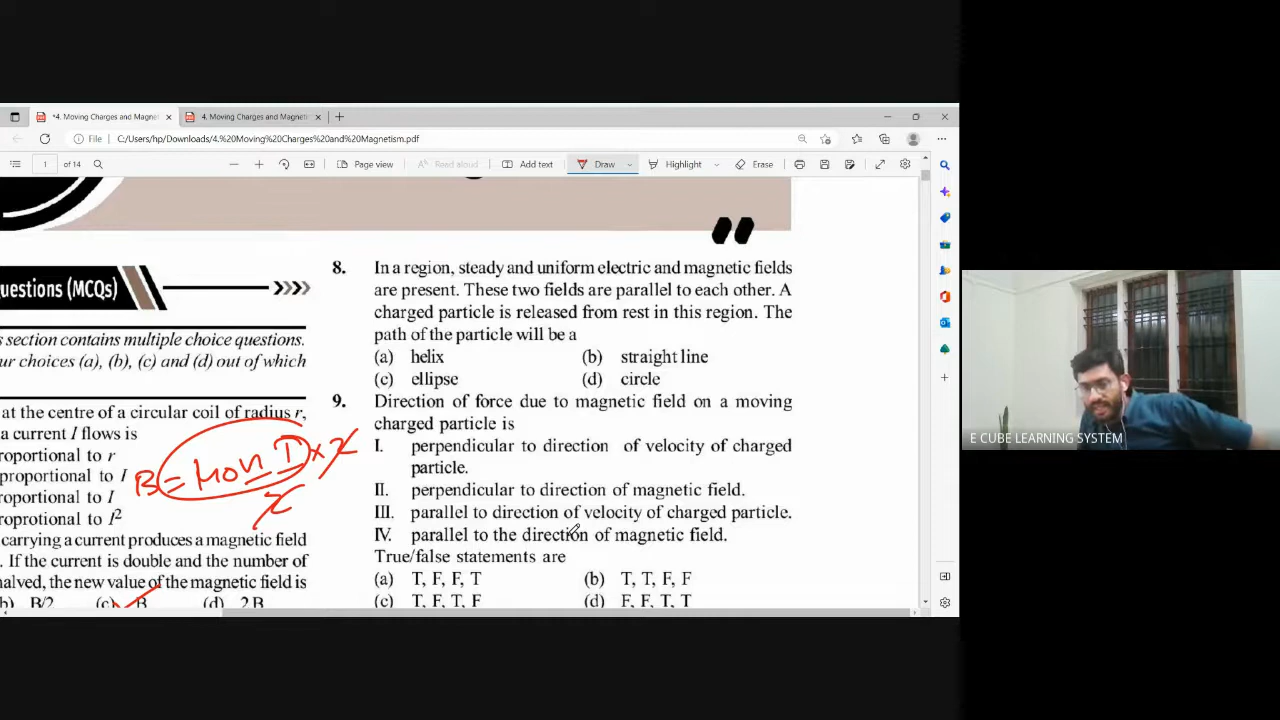 *4. Moving Charges and Magnet
4. Moving Charges and Magneti
File
C:/Users/hp/Downloads/4.%20Moving%20Charges%20and%20Magnetism.pdf
1 of 14
Page view
Read aloud
Add text
Draw
Highlight
Erase
uestions (MCQs)
s section contains multiple choice questions.
ur choices (a), (b), (c) and (d) out of which
at the centre of a circular coil of radius r,
a current I flows is
roportional to r
proportional to I
roportional to I
oprotional to I²
carrying a current produces a magnetic field
. If the current is double and the number of
nalved, the new value of the magnetic field is
b) B/2 (c) B (d) 2 B
B = μ0 n I × 2
2
8. In a region, steady and uniform electric and magnetic fields
are present. These two fields are parallel to each other. A
charged particle is released from rest in this region. The
path of the particle will be a
(a) helix (b) straight line
(c) ellipse (d) circle
9. Direction of force due to magnetic field on a moving
charged particle is
I. perpendicular to direction of velocity of charged
particle.
II. perpendicular to direction of magnetic field.
III. parallel to direction of velocity of charged particle.
IV. parallel to the direction of magnetic field.
True/false statements are
(a) T, F, F, T (b) T, T, F, F
(c) T, F, T, F (d) F, F, T, T
E CUBE LEARNING SYSTEM